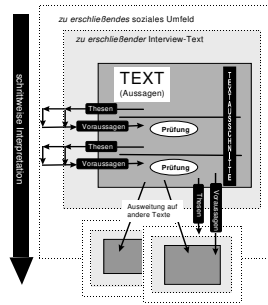 zu erschließendes soziales Umfeld
zu erschließender Interview-Text
schrittweise Interpretation
TEXT
(Aussagen)
TEXTAUSSCHNITTE
Thesen
Voraussagen
Prüfung
Thesen
Voraussagen
Prüfung
Thesen
Voraussagen
Ausweitung auf
andere Texte